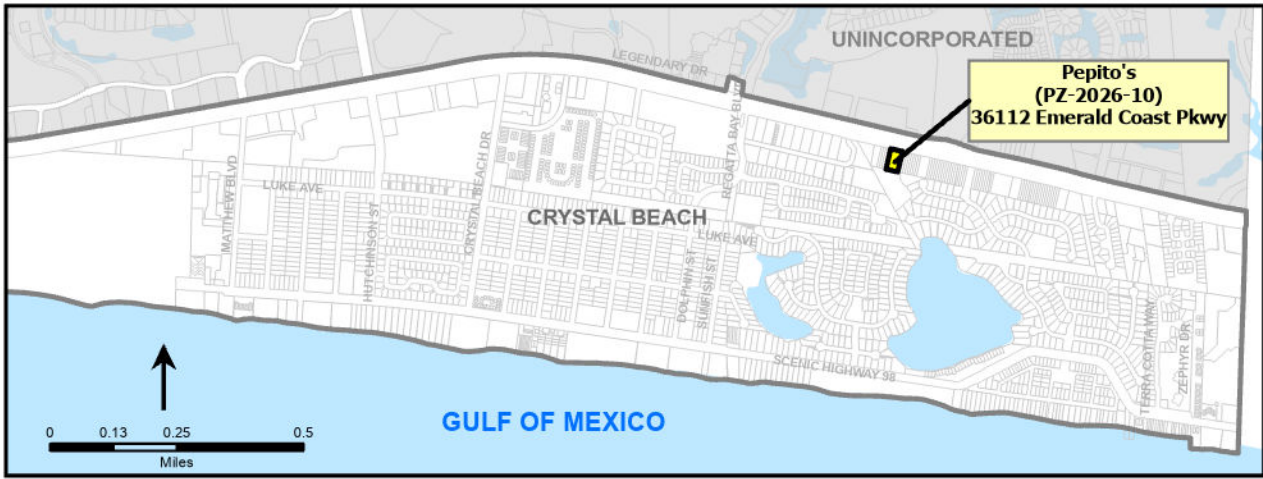 UNINCORPORATED
LEGENDARY DR
Pepito's
(PZ-2026-10)
36112 Emerald Coast Pkwy
REGATTA BAY BLVD
CRYSTAL BEACH DR
MATTHEW BLVD
LUKE AVE
HUTCHINSON ST
CRYSTAL BEACH
LUKE AVE
DOLPHIN ST
SUNFISH ST
SCENIC HIGHWAY 98
TERRA COTTA WAY
ZEPHYR DR
GULF OF MEXICO
0 0.13 0.25 0.5
Miles